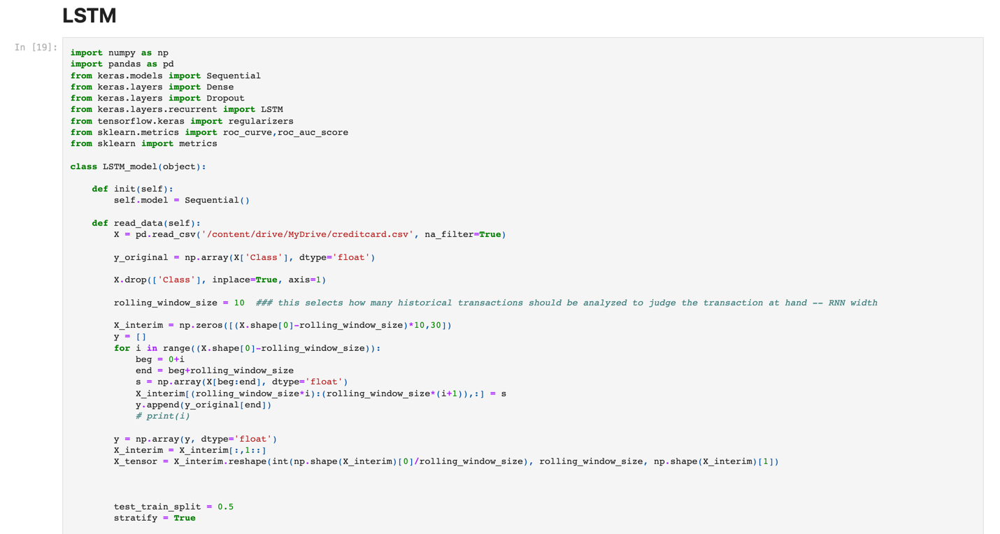 LSTM
In [19]:
import numpy as np
import pandas as pd
from keras.models import Sequential
from keras.layers import Dense
from keras.layers import Dropout
from keras.layers.recurrent import LSTM
from tensorflow.keras import regularizers
from sklearn.metrics import roc_curve,roc_auc_score
from sklearn import metrics

class LSTM_model(object):

    def init(self):
        self.model = Sequential()

    def read_data(self):
        X = pd.read_csv('/content/drive/MyDrive/creditcard.csv', na_filter=True)

        y_original = np.array(X['Class'], dtype='float')

        X.drop(['Class'], inplace=True, axis=1)

        rolling_window_size = 10  ### this selects how many historical transactions should be analyzed to judge the transaction at hand -- RNN width

        X_interim = np.zeros([(X.shape[0]-rolling_window_size)*10,30])
        y = []
        for i in range((X.shape[0]-rolling_window_size)):
            beg = 0+i
            end = beg+rolling_window_size
            s = np.array(X[beg:end], dtype='float')
            X_interim[(rolling_window_size*i):(rolling_window_size*(i+1)),:] = s
            y.append(y_original[end])
            # print(i)

        y = np.array(y, dtype='float')
        X_interim = X_interim[:,1::]
        X_tensor = X_interim.reshape(int(np.shape(X_interim)[0]/rolling_window_size), rolling_window_size, np.shape(X_interim)[1])

        test_train_split = 0.5
        stratify = True